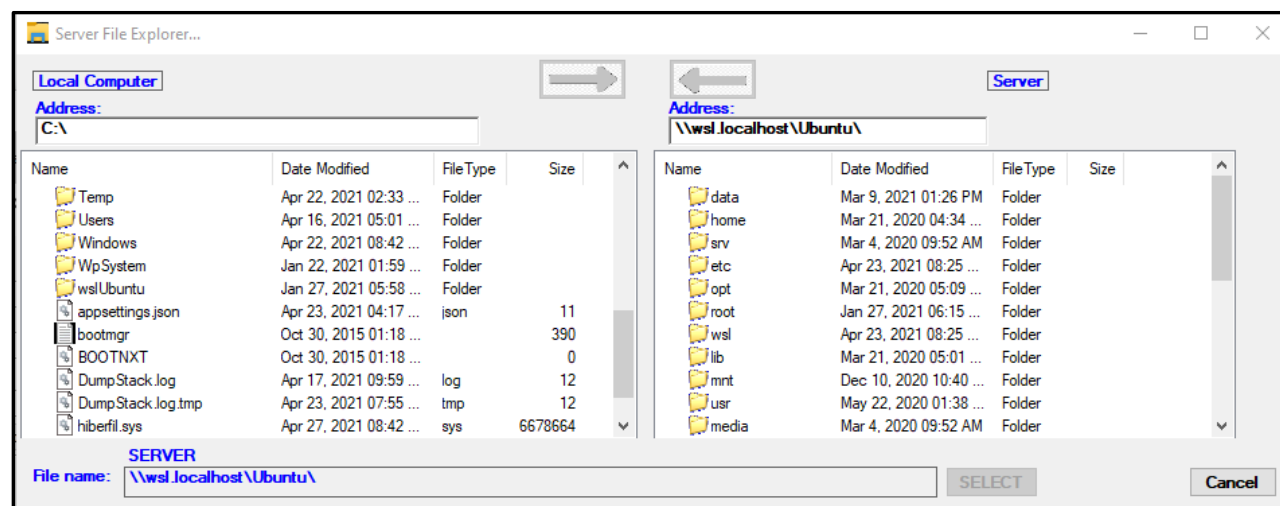 Server File Explorer...
Local Computer
Server
Address:
Address:
C:\
\\wsl.localhost\Ubuntu\
Name Date Modified FileType Size
Temp Apr 22, 2021 02:33 ... Folder
Users Apr 16, 2021 05:01 ... Folder
Windows Apr 22, 2021 08:42 ... Folder
WpSystem Jan 22, 2021 01:59 ... Folder
wslUbuntu Jan 27, 2021 05:58 ... Folder
appsettings.json Apr 23, 2021 04:17 ... json 11
bootmgr Oct 30, 2015 01:18 ... 390
BOOTNXT Oct 30, 2015 01:18 ... 0
DumpStack.log Apr 17, 2021 09:59 ... log 12
DumpStack.log.tmp Apr 23, 2021 07:55 ... tmp 12
hiberfil.sys Apr 27, 2021 08:42 ... sys 6678664
Name Date Modified FileType Size
data Mar 9, 2021 01:26 PM Folder
home Mar 21, 2020 04:34 ... Folder
srv Mar 4, 2020 09:52 AM Folder
etc Apr 23, 2021 08:25 ... Folder
opt Mar 21, 2020 05:09 ... Folder
root Jan 27, 2021 06:15 ... Folder
wsl Apr 23, 2021 08:25 ... Folder
lib Mar 21, 2020 05:01 ... Folder
mnt Dec 10, 2020 10:40 ... Folder
usr May 22, 2020 01:38 ... Folder
media Mar 4, 2020 09:52 AM Folder
SERVER
File name: \\wsl.localhost\Ubuntu\
SELECT
Cancel